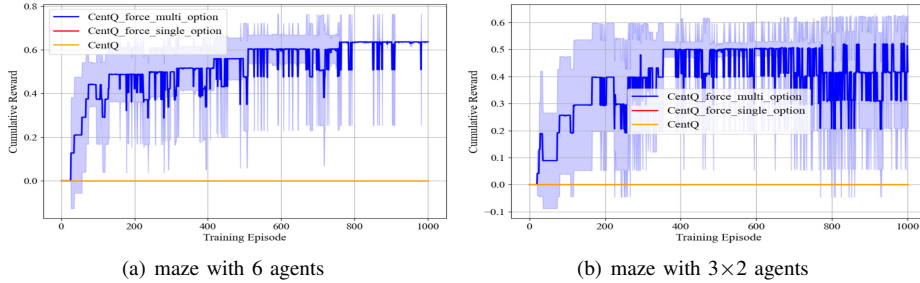 CentQ_force_multi_option
CentQ_force_single_option
CentQ
Cumulative Reward
0.8
0.6
0.4
0.2
0.0
0 200 400 600 800 1000
Training Episode
(a) maze with 6 agents
CentQ_force_multi_option
CentQ_force_single_option
CentQ
Cumulative Reward
0.6
0.5
0.4
0.3
0.2
0.1
0.0
−0.1
0 200 400 600 800 1000
Training Episode
(b) maze with 3×2 agents